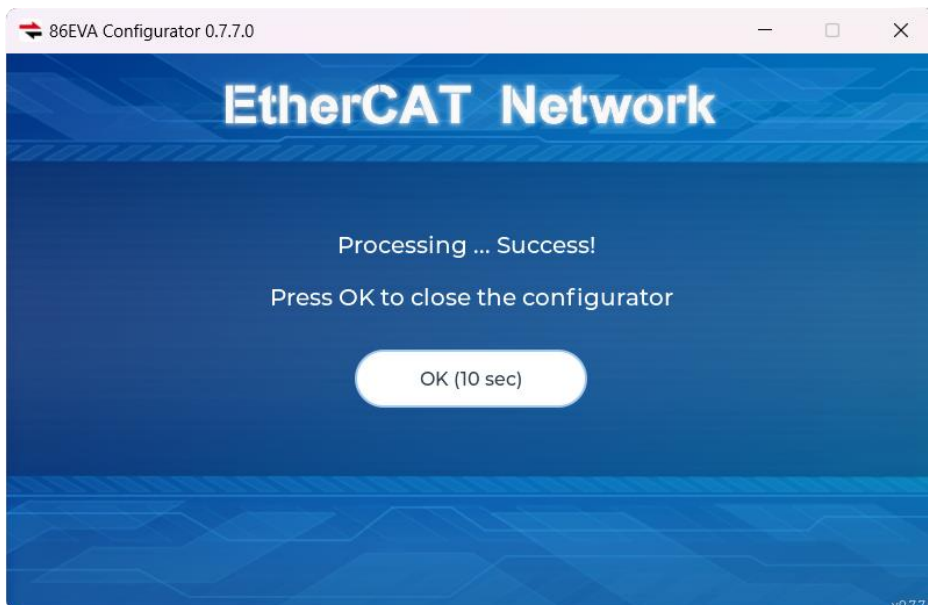 86EVA Configurator 0.7.7.0
EtherCAT Network
Processing ... Success!
Press OK to close the configurator
OK (10 sec)